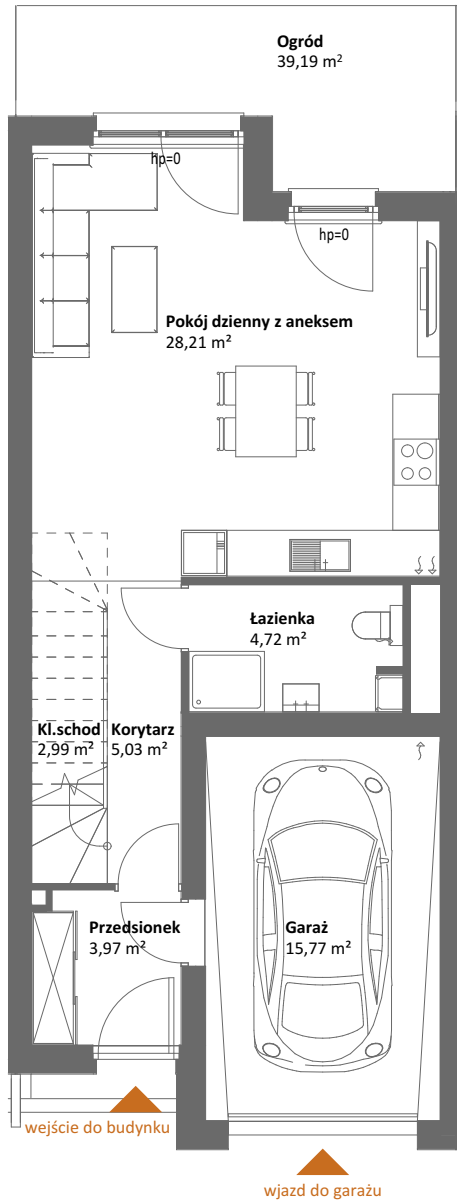 Ogród
39,19 m²
hp=0
hp=0
Pokój dzienny z aneksem
28,21 m²
Łazienka
4,72 m²
Kl.schod
2,99 m²
Korytarz
5,03 m²
Przedsionek
3,97 m²
Garaż
15,77 m²
wejście do budynku
wjazd do garażu